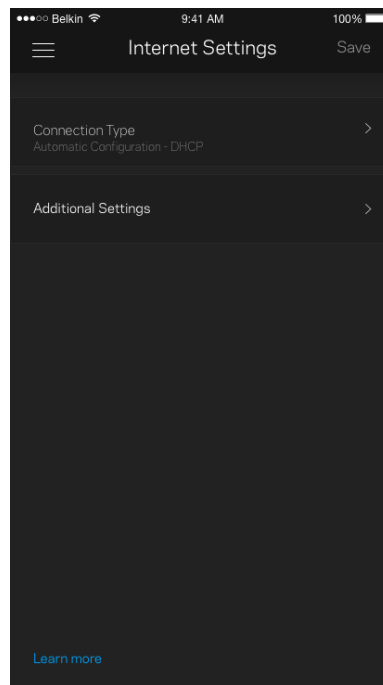 Belkin 9:41 AM 100%
Internet Settings Save
Connection Type
Automatic Configuration - DHCP
Additional Settings
Learn more